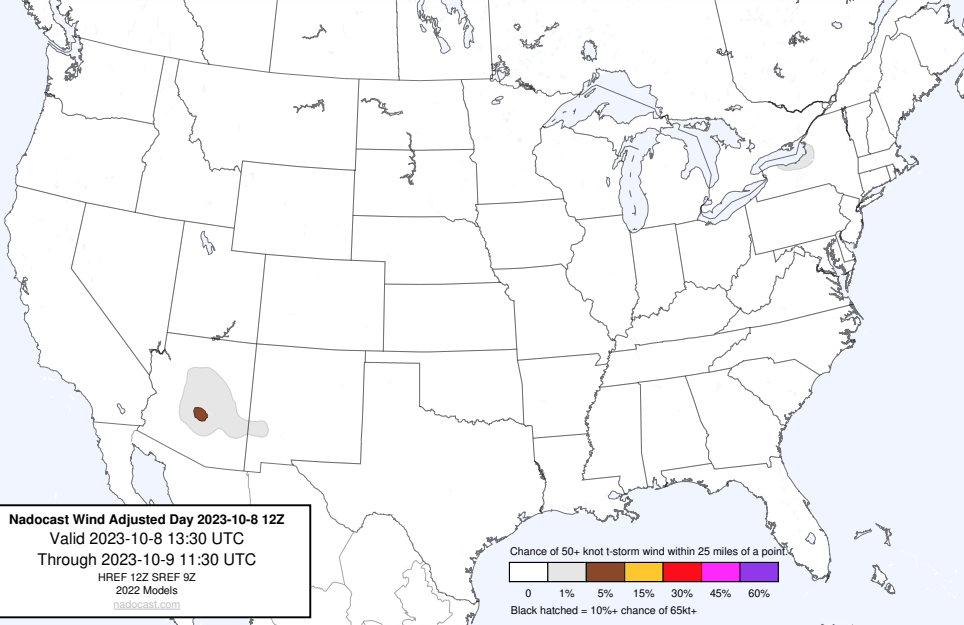 Nadocast Wind Adjusted Day 2023-10-8 12Z
Valid 2023-10-8 13:30 UTC
Through 2023-10-9 11:30 UTC
HREF 12Z SREF 9Z
2022 Models
nadocast.com
Chance of 50+ knot t-storm wind within 25 miles of a point.
0 1% 5% 15% 30% 45% 60%
Black hatched = 10%+ chance of 65kt+